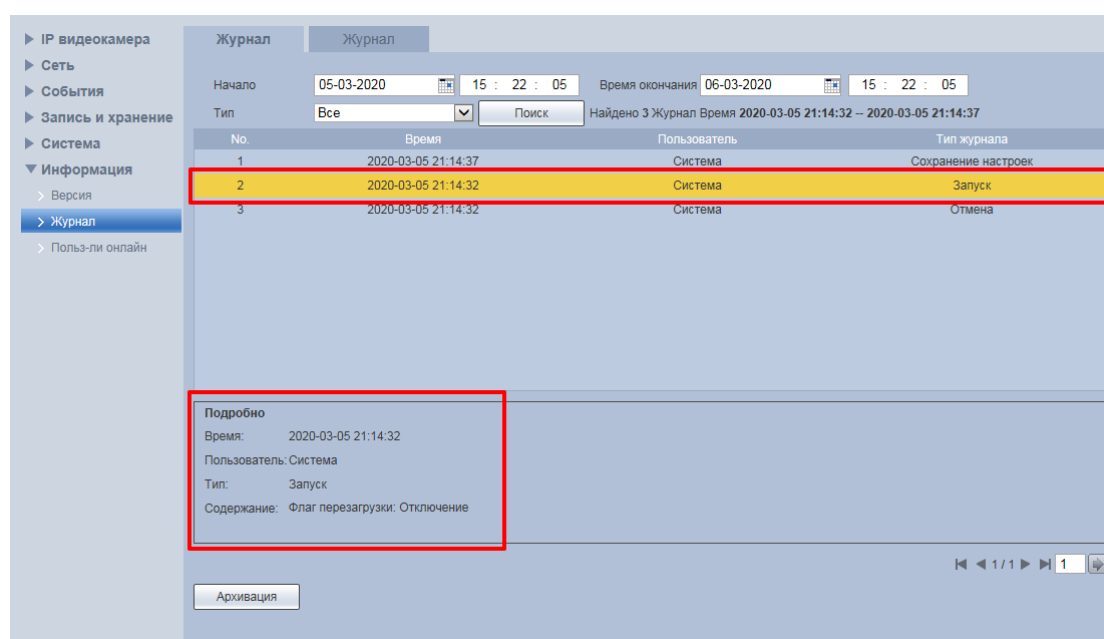 IP видеокамера
Сеть
События
Запись и хранение
Система
Информация
Версия
Журнал
Польз-ли онлайн
Журнал Журнал
Начало 05-03-2020 15 : 22 : 05 Время окончания 06-03-2020 15 : 22 : 05
Тип Все Поиск Найдено 3 Журнал Время 2020-03-05 21:14:32 -- 2020-03-05 21:14:37
No. Время Пользователь Тип журнала
1 2020-03-05 21:14:37 Система Сохранение настроек
2 2020-03-05 21:14:32 Система Запуск
3 2020-03-05 21:14:32 Система Отмена
Подробно
Время: 2020-03-05 21:14:32
Пользователь: Система
Тип: Запуск
Содержание: Флаг перезагрузки: Отключение
1 / 1 1
Архивация